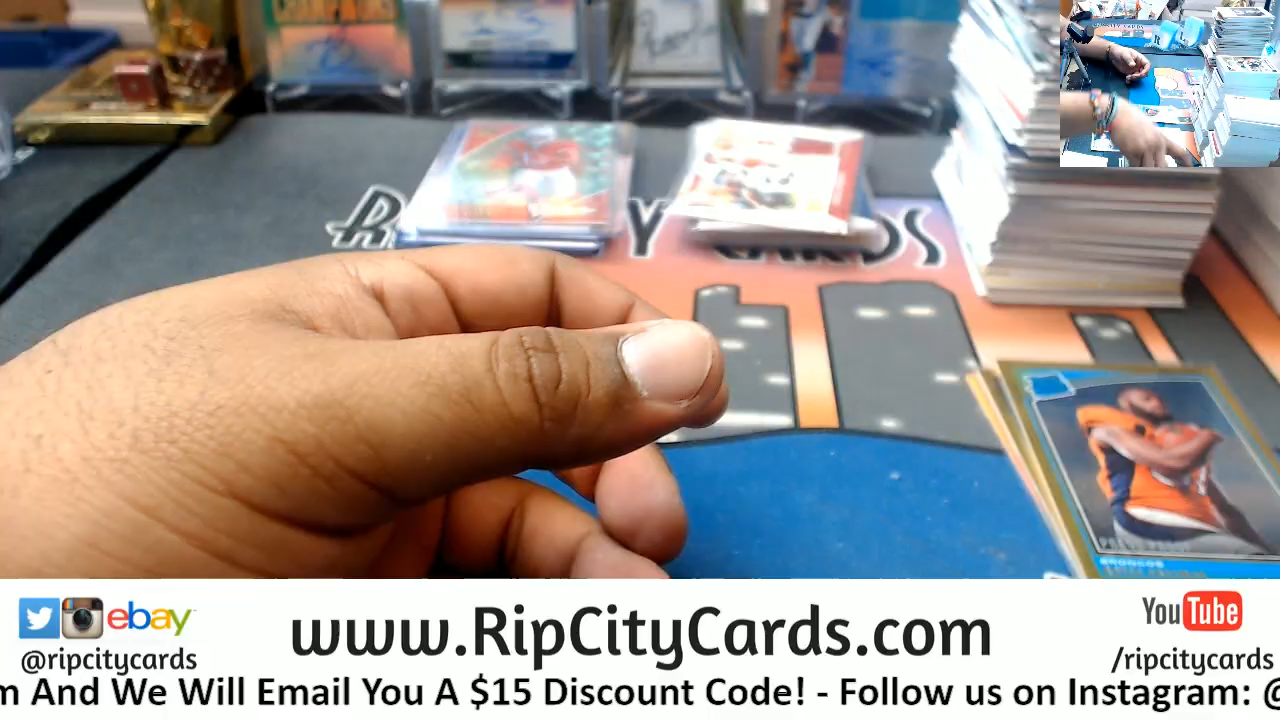 BRONCOS
ebay
@ripcitycards
www.RipCityCards.com
YouTube
/ripcitycards
m And We Will Email You A $15 Discount Code! - Follow us on Instagram: @